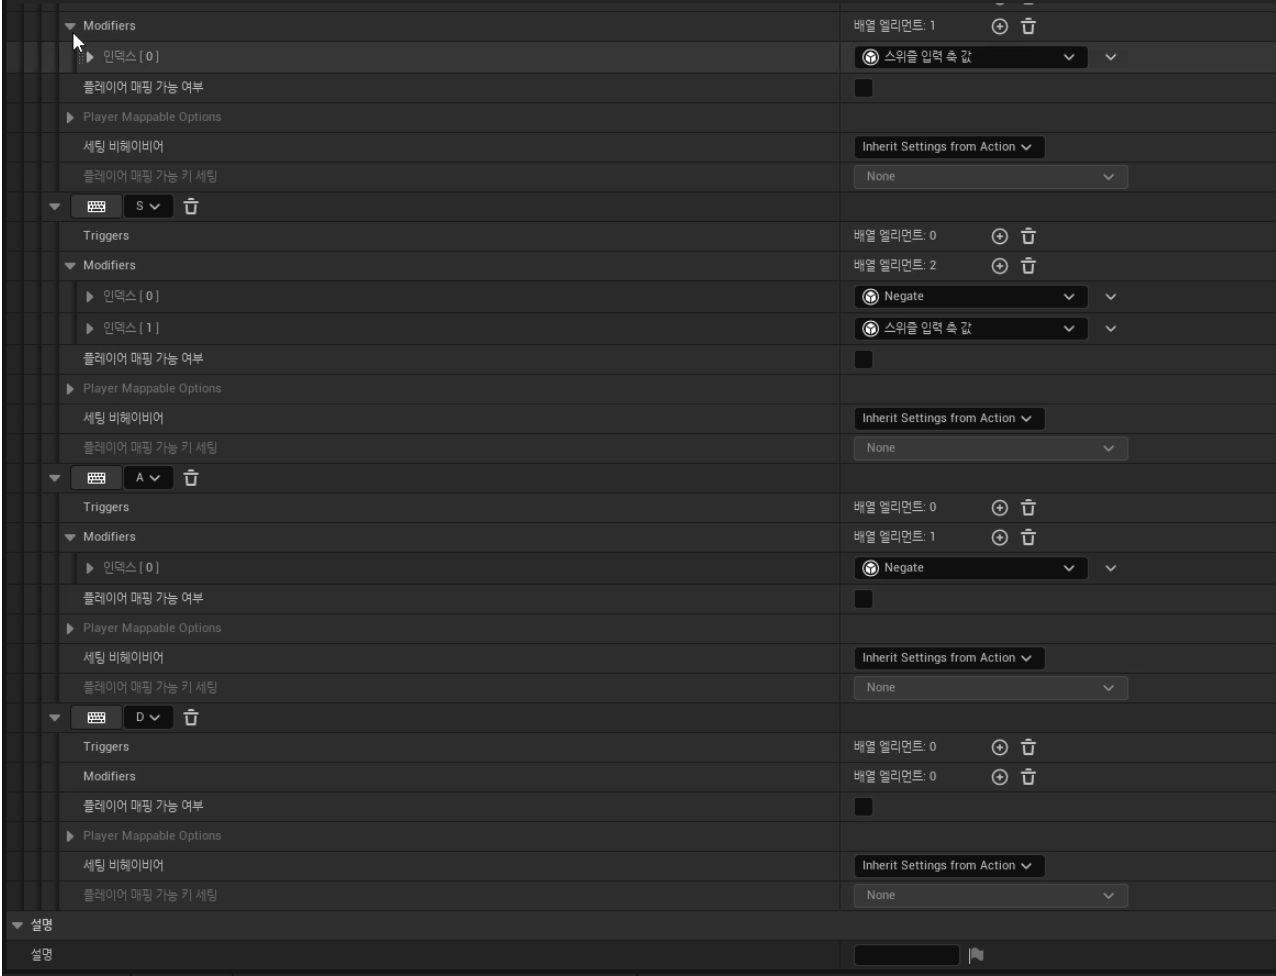 Modifiers 배열 엘리먼트: 1
인덱스 [ 0 ] 스위즐 입력 축 값
플레이어 매핑 가능 여부
Player Mappable Options
세팅 비헤이비어 Inherit Settings from Action
플레이어 매핑 가능 키 세팅 None
S
Triggers 배열 엘리먼트: 0
Modifiers 배열 엘리먼트: 2
인덱스 [ 0 ] Negate
인덱스 [ 1 ] 스위즐 입력 축 값
플레이어 매핑 가능 여부
Player Mappable Options
세팅 비헤이비어 Inherit Settings from Action
플레이어 매핑 가능 키 세팅 None
A
Triggers 배열 엘리먼트: 0
Modifiers 배열 엘리먼트: 1
인덱스 [ 0 ] Negate
플레이어 매핑 가능 여부
Player Mappable Options
세팅 비헤이비어 Inherit Settings from Action
플레이어 매핑 가능 키 세팅 None
D
Triggers 배열 엘리먼트: 0
Modifiers 배열 엘리먼트: 0
플레이어 매핑 가능 여부
Player Mappable Options
세팅 비헤이비어 Inherit Settings from Action
플레이어 매핑 가능 키 세팅 None
설명
설명